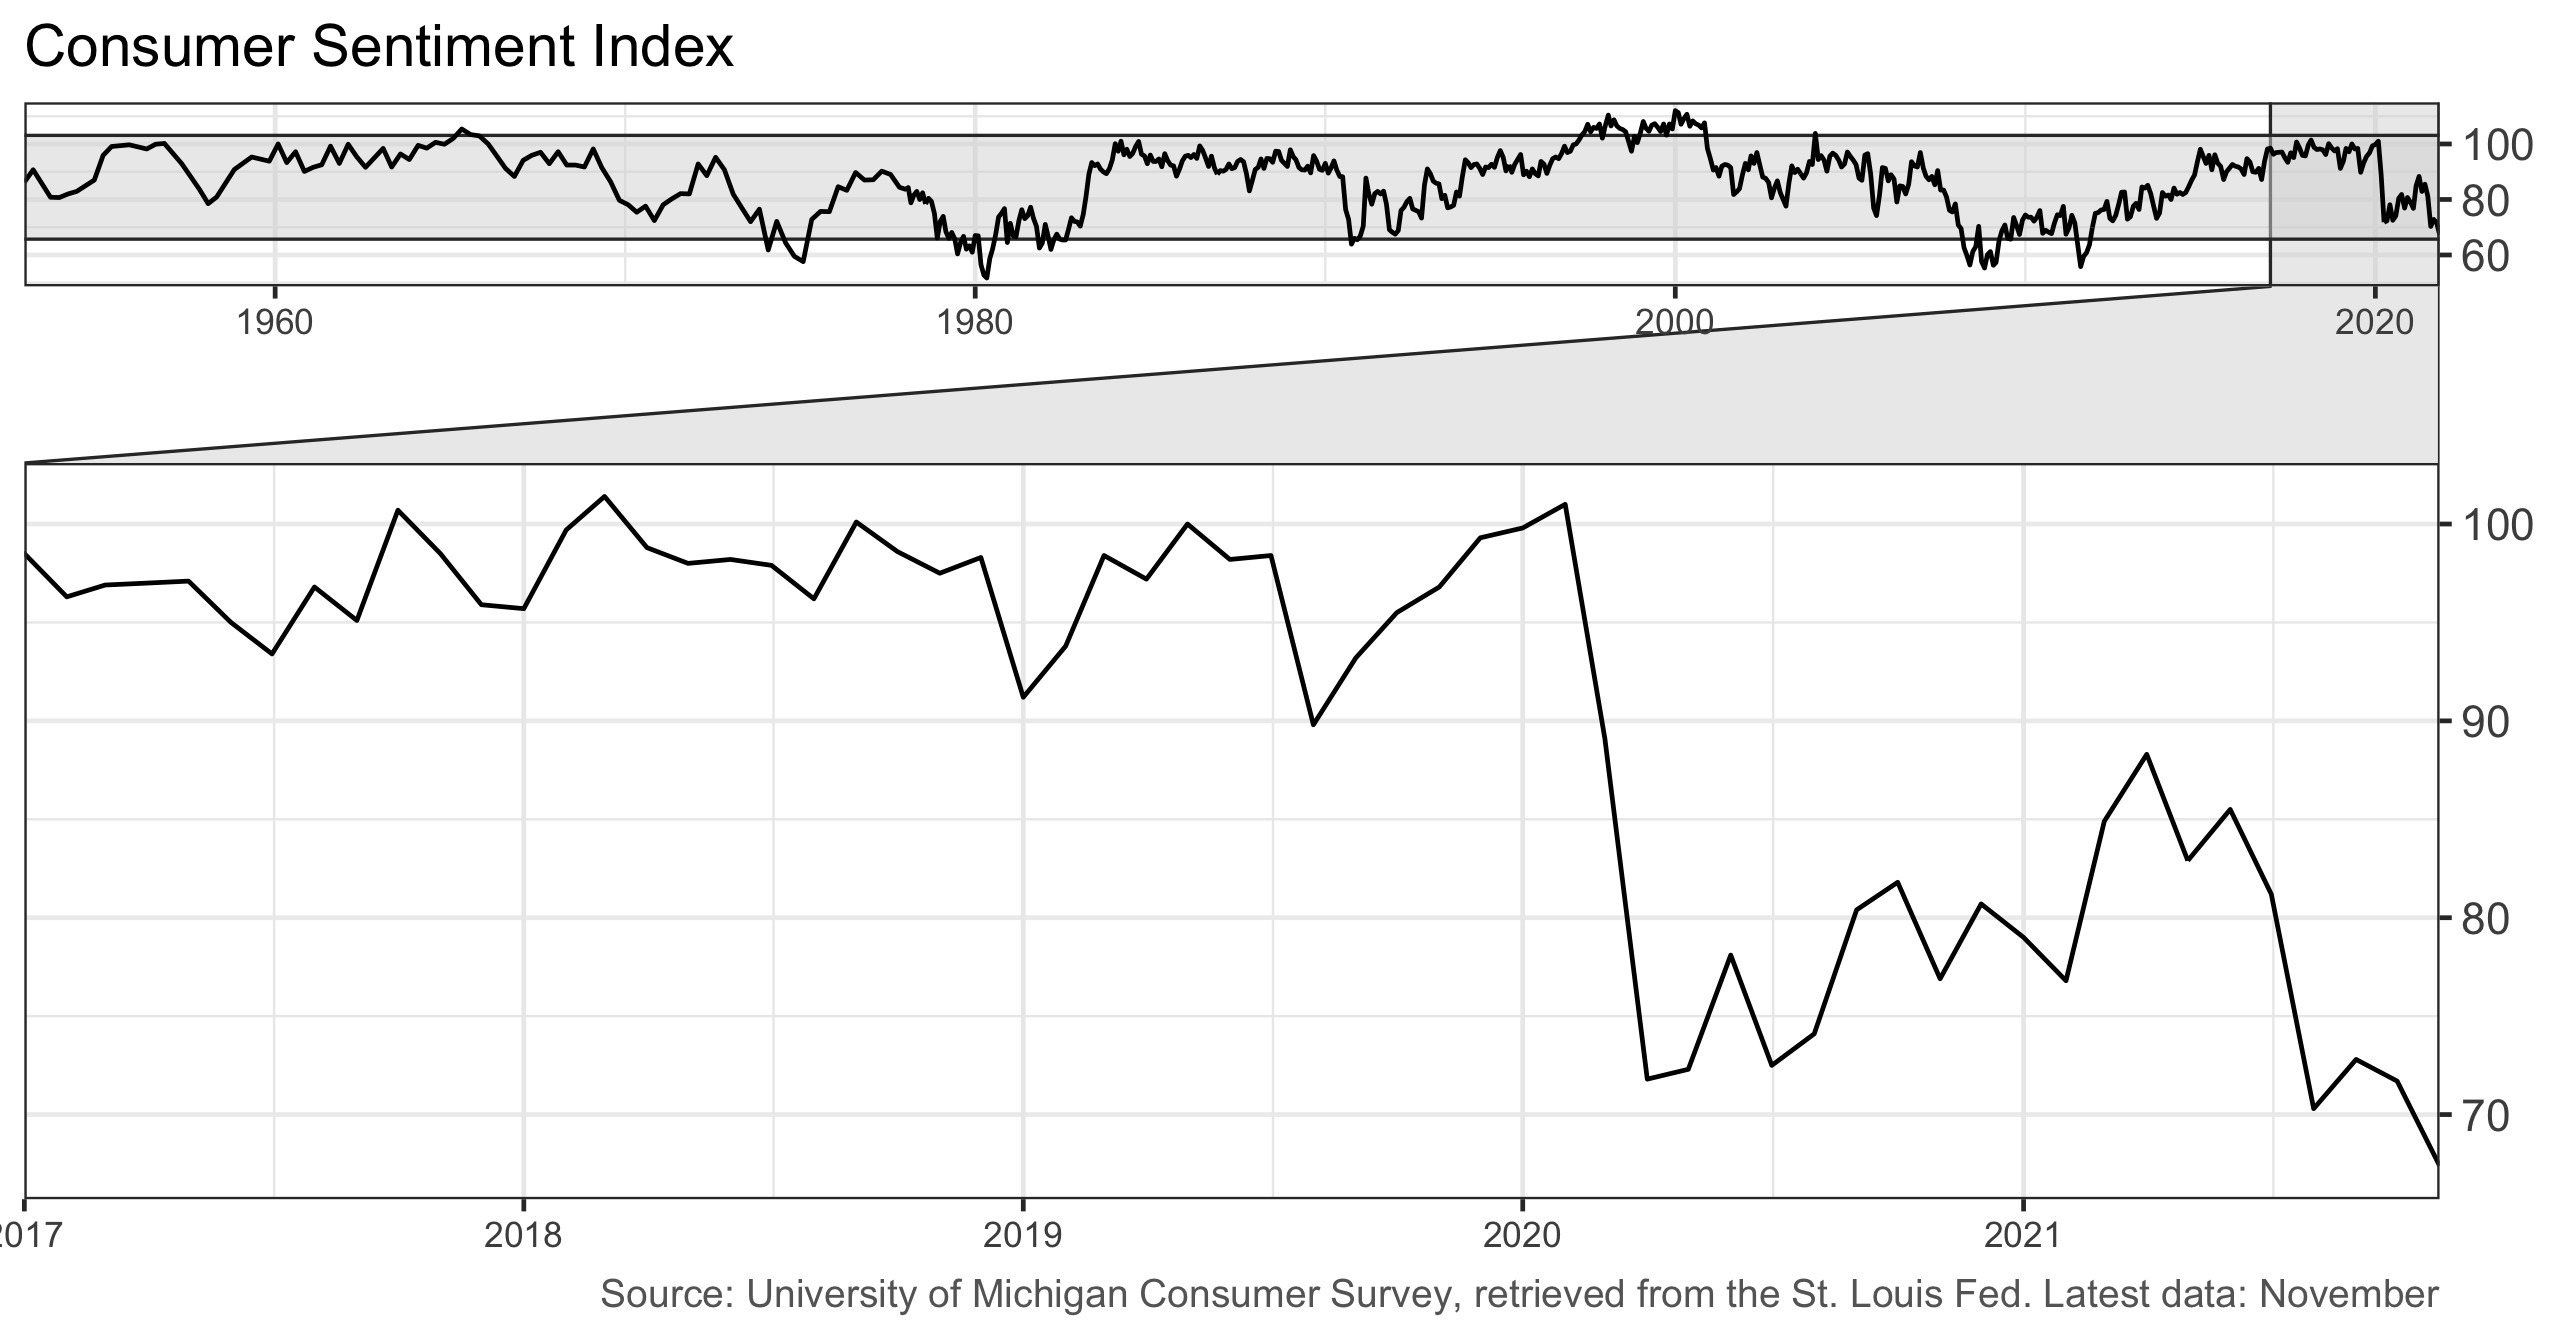 Consumer Sentiment Index
100
80
60
1960 1980 2000 2020
100
90
80
70
2017 2018 2019 2020 2021
Source: University of Michigan Consumer Survey, retrieved from the St. Louis Fed. Latest data: November